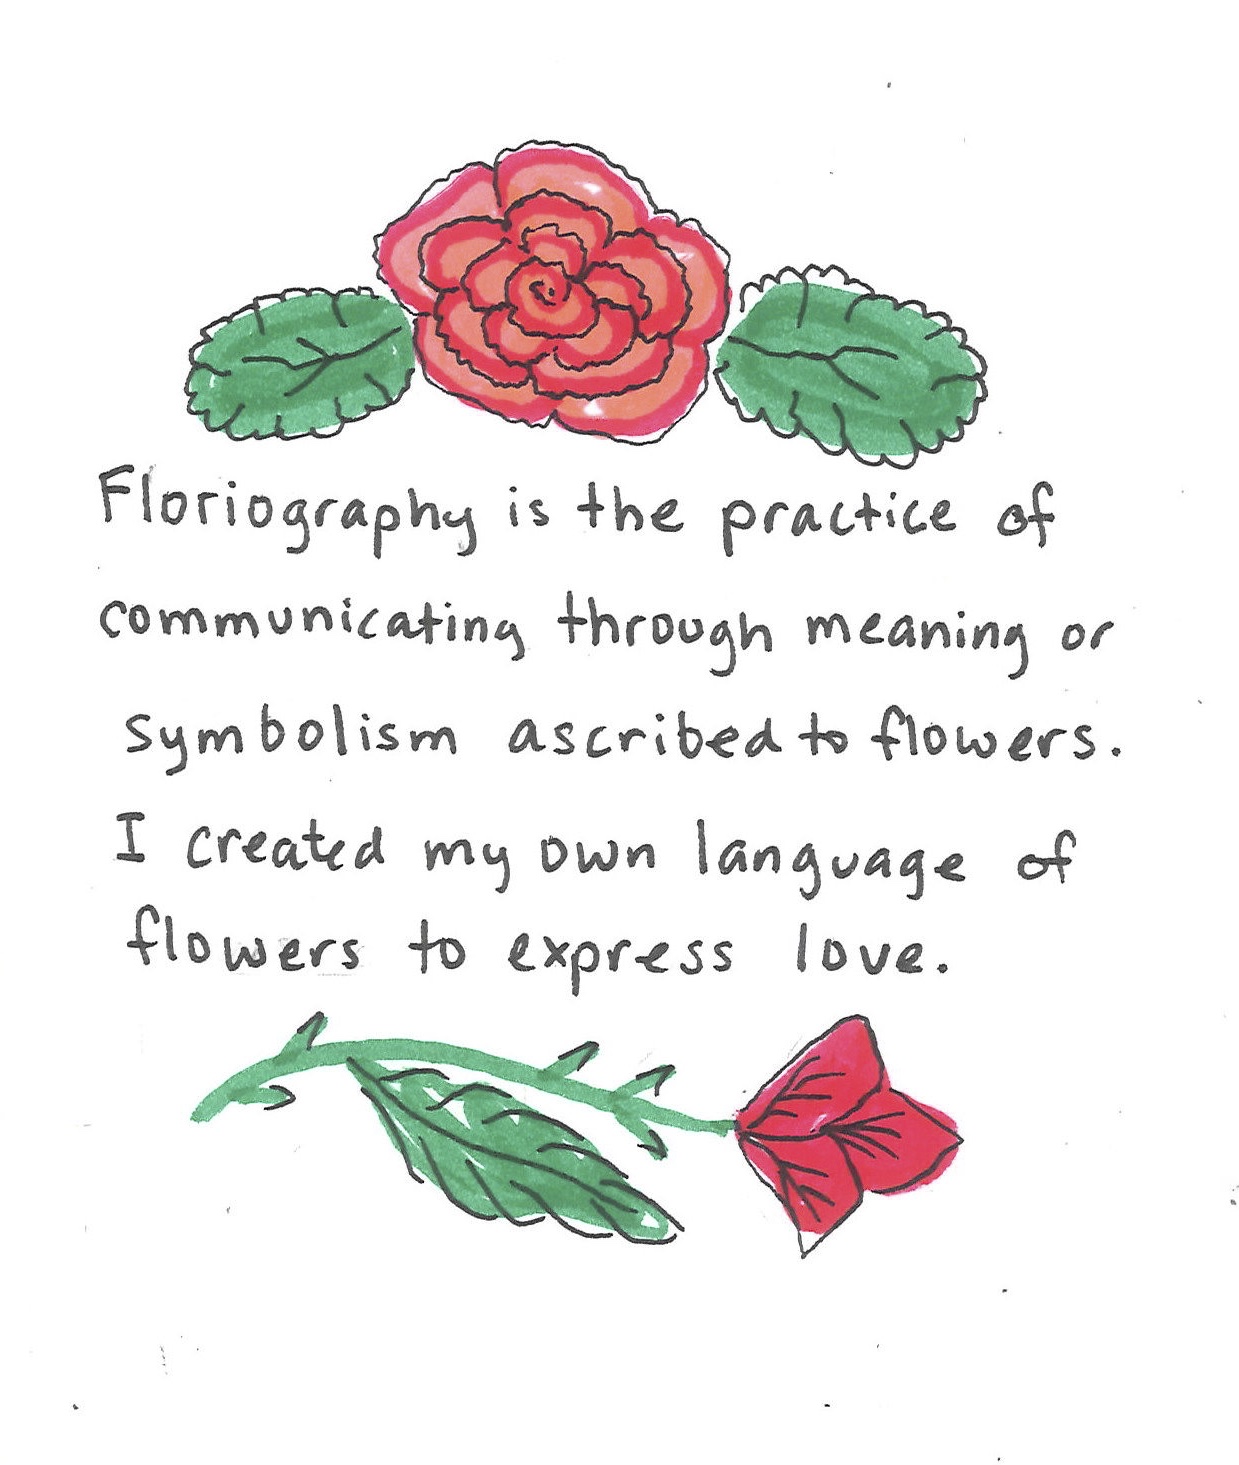 Floriography is the practice of
communicating through meaning or
symbolism ascribed to flowers.
I created my own language of
flowers to express love.